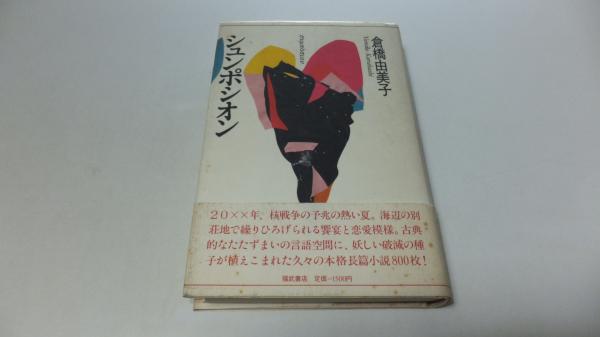 シュンポシオン
συμπόσιον
倉橋由美子
Yumiko Kurahashi
20××年、核戦争の予兆の熱い夏。海辺の別
荘地で繰りひろげられる饗宴と恋愛模様。古典
的なたたずまいの言語空間に、妖しい破滅の種
子が植えこまれた久々の本格長篇小説800枚!
福武書店 定価=1500円